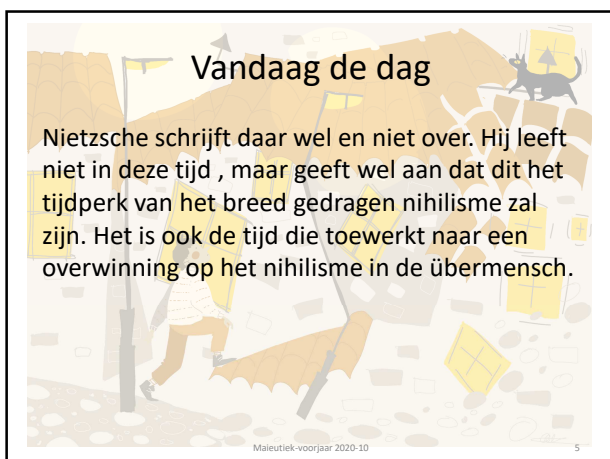 Vandaag de dag
Nietzsche schrijft daar wel en niet over. Hij leeft
niet in deze tijd , maar geeft wel aan dat dit het
tijdperk van het breed gedragen nihilisme zal
zijn. Het is ook de tijd die toewerkt naar een
overwinning op het nihilisme in de übermensch.
Maieutiek-voorjaar 2020-10
5